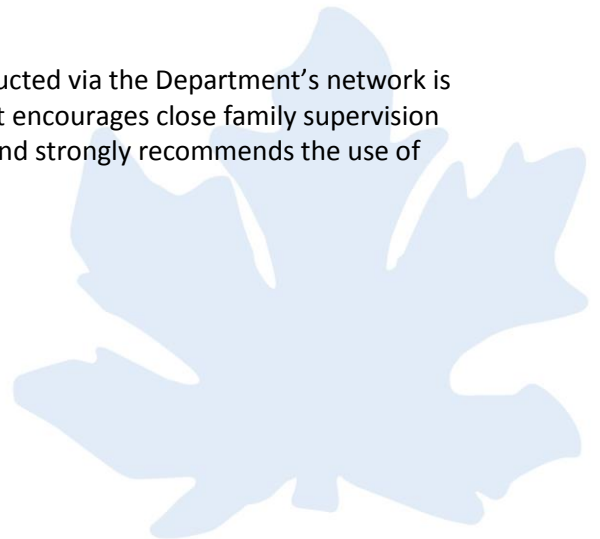 ucted via the Department’s network is
t encourages close family supervision
nd strongly recommends the use of